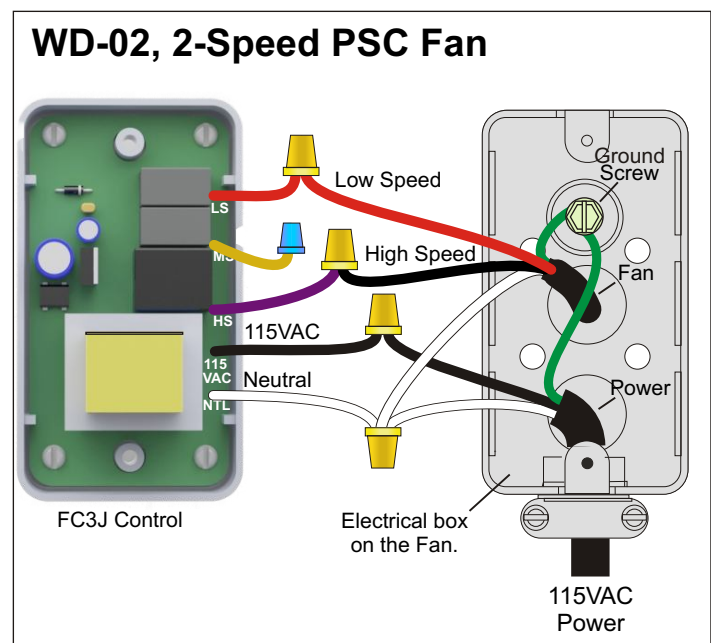 WD-02, 2-Speed PSC Fan
Low Speed
Ground
Screw
LS
MS
High Speed
Fan
HS
115VAC
115
VAC
Neutral
NTL
Power
FC3J Control
Electrical box
on the Fan.
115VAC
Power